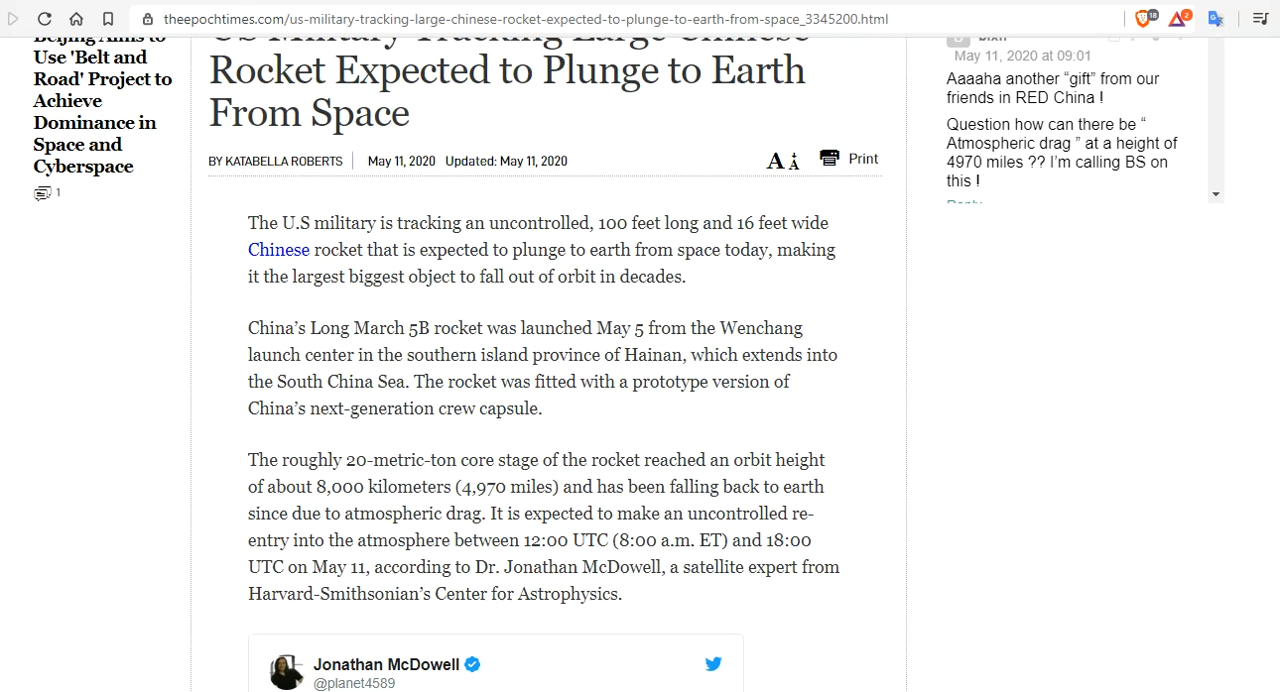 theepochtimes.com/us-military-tracking-large-chinese-rocket-expected-to-plunge-to-earth-from-space_3345200.html
18
2
Beijing Aims to
Use 'Belt and
Road' Project to
Achieve
Dominance in
Space and
Cyberspace
1
US Military Tracking Large Chinese
Rocket Expected to Plunge to Earth
From Space
BY KATABELLA ROBERTS May 11, 2020 Updated: May 11, 2020
A A Print
The U.S military is tracking an uncontrolled, 100 feet long and 16 feet wide
Chinese rocket that is expected to plunge to earth from space today, making
it the largest biggest object to fall out of orbit in decades.
China’s Long March 5B rocket was launched May 5 from the Wenchang
launch center in the southern island province of Hainan, which extends into
the South China Sea. The rocket was fitted with a prototype version of
China’s next-generation crew capsule.
The roughly 20-metric-ton core stage of the rocket reached an orbit height
of about 8,000 kilometers (4,970 miles) and has been falling back to earth
since due to atmospheric drag. It is expected to make an uncontrolled re-
entry into the atmosphere between 12:00 UTC (8:00 a.m. ET) and 18:00
UTC on May 11, according to Dr. Jonathan McDowell, a satellite expert from
Harvard-Smithsonian’s Center for Astrophysics.
Jonathan McDowell
@planet4589
May 11, 2020 at 09:01
Aaaaha another “gift” from our
friends in RED China !
Question how can there be “
Atmospheric drag ” at a height of
4970 miles ?? I’m calling BS on
this !
Reply